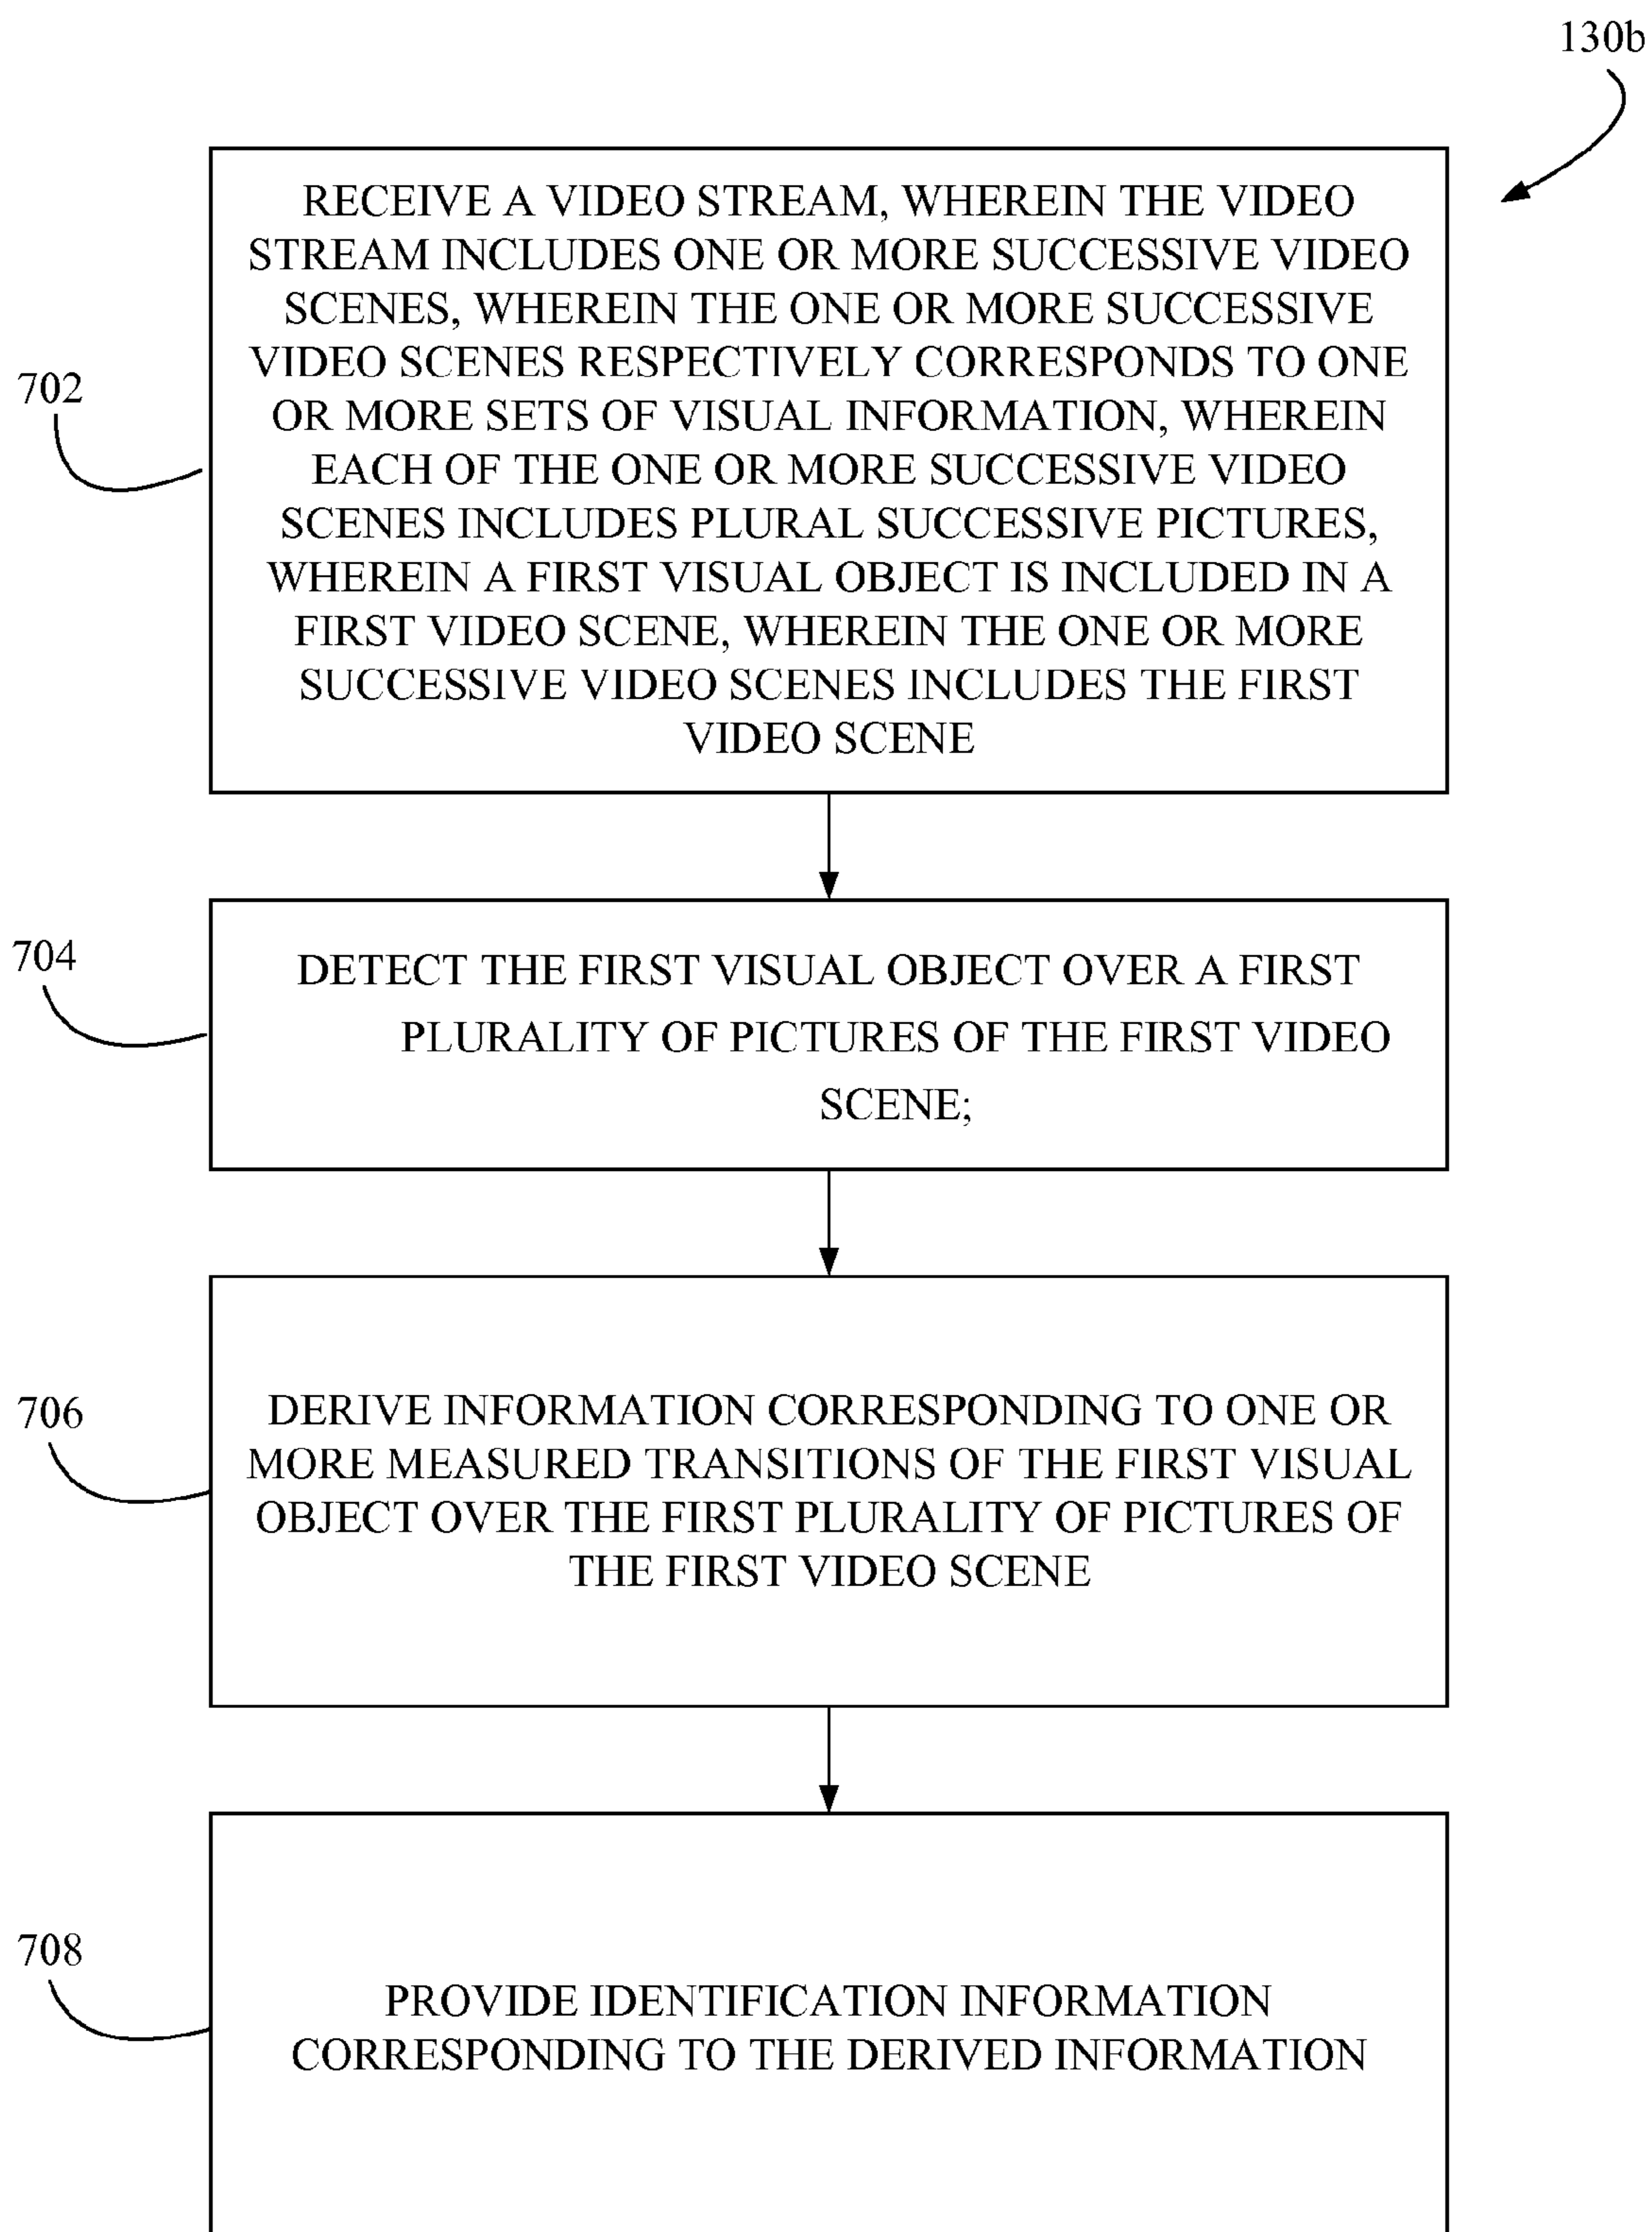 130b
RECEIVE A VIDEO STREAM, WHEREIN THE VIDEO
STREAM INCLUDES ONE OR MORE SUCCESSIVE VIDEO
SCENES, WHEREIN THE ONE OR MORE SUCCESSIVE
VIDEO SCENES RESPECTIVELY CORRESPONDS TO ONE
OR MORE SETS OF VISUAL INFORMATION, WHEREIN
EACH OF THE ONE OR MORE SUCCESSIVE VIDEO
SCENES INCLUDES PLURAL SUCCESSIVE PICTURES,
WHEREIN A FIRST VISUAL OBJECT IS INCLUDED IN A
FIRST VIDEO SCENE, WHEREIN THE ONE OR MORE
SUCCESSIVE VIDEO SCENES INCLUDES THE FIRST
VIDEO SCENE
702
704
DETECT THE FIRST VISUAL OBJECT OVER A FIRST
PLURALITY OF PICTURES OF THE FIRST VIDEO
SCENE;
706
DERIVE INFORMATION CORRESPONDING TO ONE OR
MORE MEASURED TRANSITIONS OF THE FIRST VISUAL
OBJECT OVER THE FIRST PLURALITY OF PICTURES OF
THE FIRST VIDEO SCENE
708
PROVIDE IDENTIFICATION INFORMATION
CORRESPONDING TO THE DERIVED INFORMATION